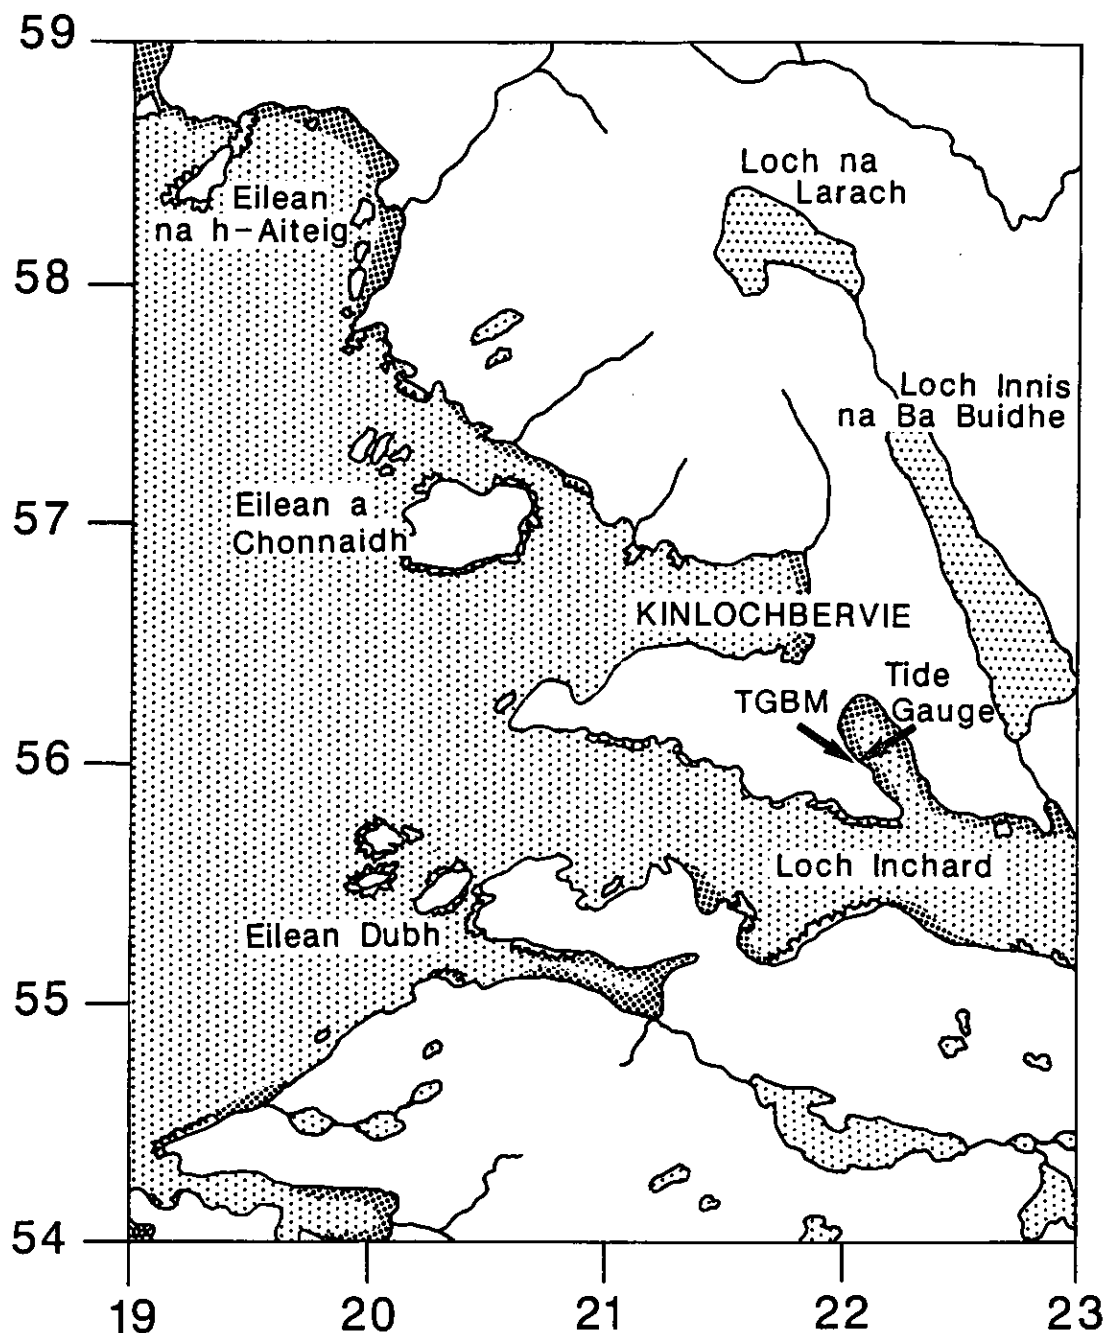 59
Loch na
Larach
Eilean
na h-Aiteig
58
Loch Innis
na Ba Buidhe
Eilean a
Chonnaidh
57
KINLOCHBERVIE
Tide
Gauge
TGBM
56
Loch Inchard
Eilean Dubh
55
54
19
20
21
22
23